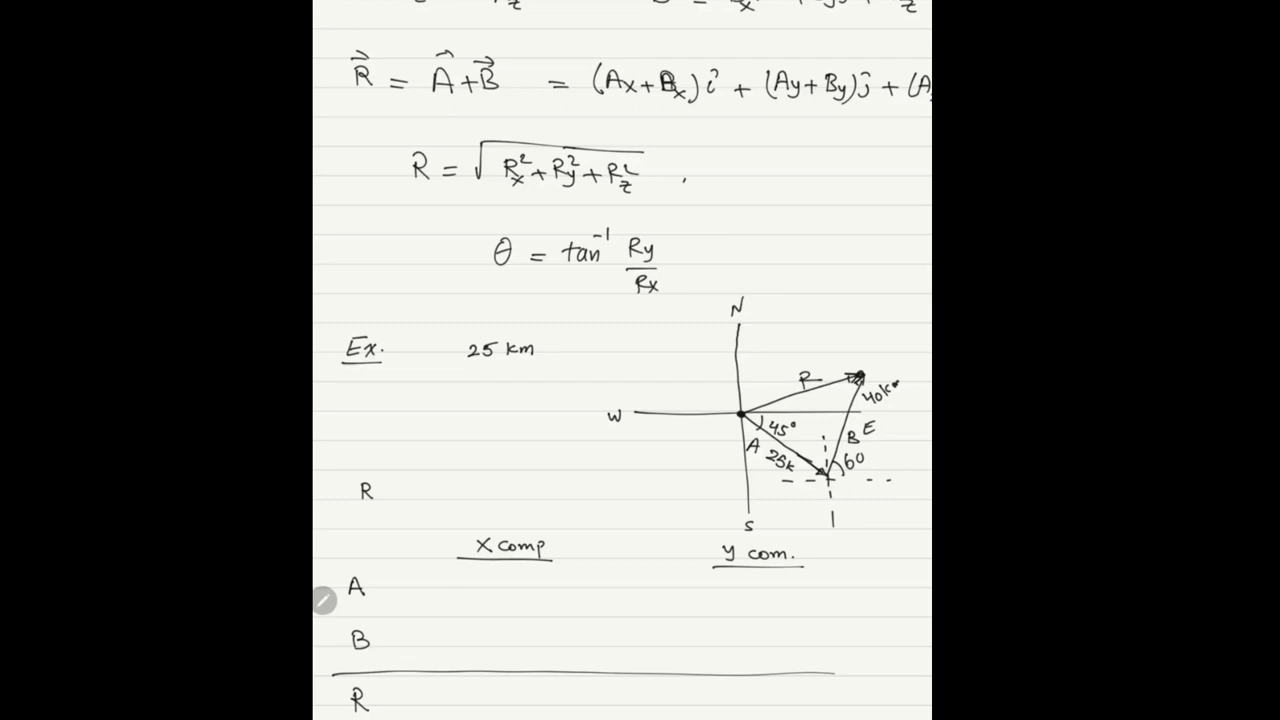 R⃗ = A⃗ + B⃗ = (Ax + Bx) î + (Ay + By) ĵ + (A
R = √(Rx² + Ry² + Rz²) .
θ = tan⁻¹ Ry/Rx
N
Ex. 25 km
R
40k
W
45°
E
A
B
25k
60
R
S
X comp Y com.
A
B
R